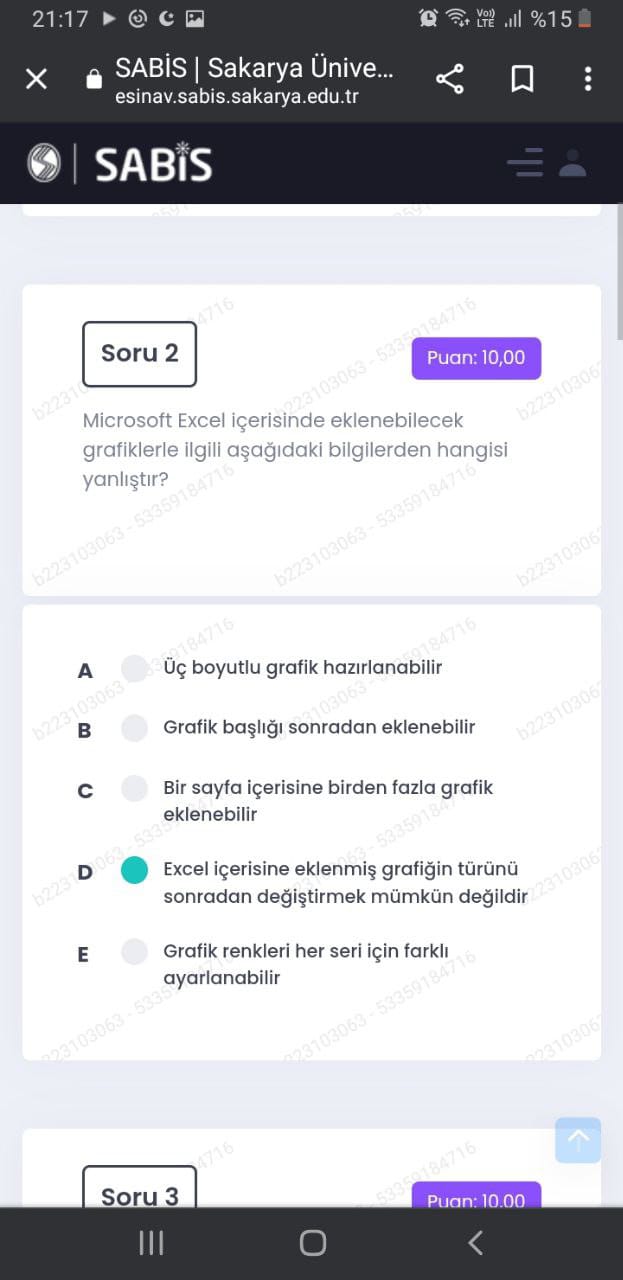 21:17
Vo))
LTE
%15
SABİS | Sakarya Ünive...
esinav.sabis.sakarya.edu.tr
SABİS
Soru 2
Puan: 10,00
Microsoft Excel içerisinde eklenebilecek
grafiklerle ilgili aşağıdaki bilgilerden hangisi
yanlıştır?
b223103063 - 53359184716
A
Üç boyutlu grafik hazırlanabilir
B
Grafik başlığı sonradan eklenebilir
C
Bir sayfa içerisine birden fazla grafik
eklenebilir
D
Excel içerisine eklenmiş grafiğin türünü
sonradan değiştirmek mümkün değildir
E
Grafik renkleri her seri için farklı
ayarlanabilir
Soru 3
Puan: 10,00